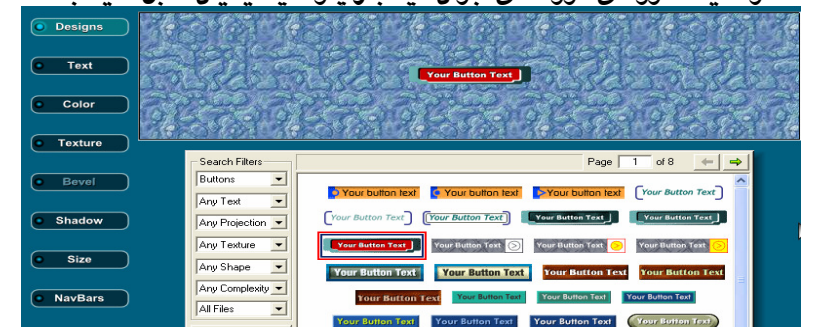 Designs
Text
Color
Texture
Bevel
Shadow
Size
NavBars
Your Button Text
Search Filters
Buttons
Any Text
Any Projection
Any Texture
Any Shape
Any Complexity
All Files
Page 1 of 8
Your button text Your button text Your button text Your Button Text
Your Button Text Your Button Text Your Button Text Your Button Text
Your Button Text Your Button Text Your Button Text Your Button Text
Your Button Text Your Button Text Your Button Text Your Button Text
Your Button Text Your Button Text Your Button Text Your Button Text
Your Button Text Your Button Text Your Button Text Your Button Text